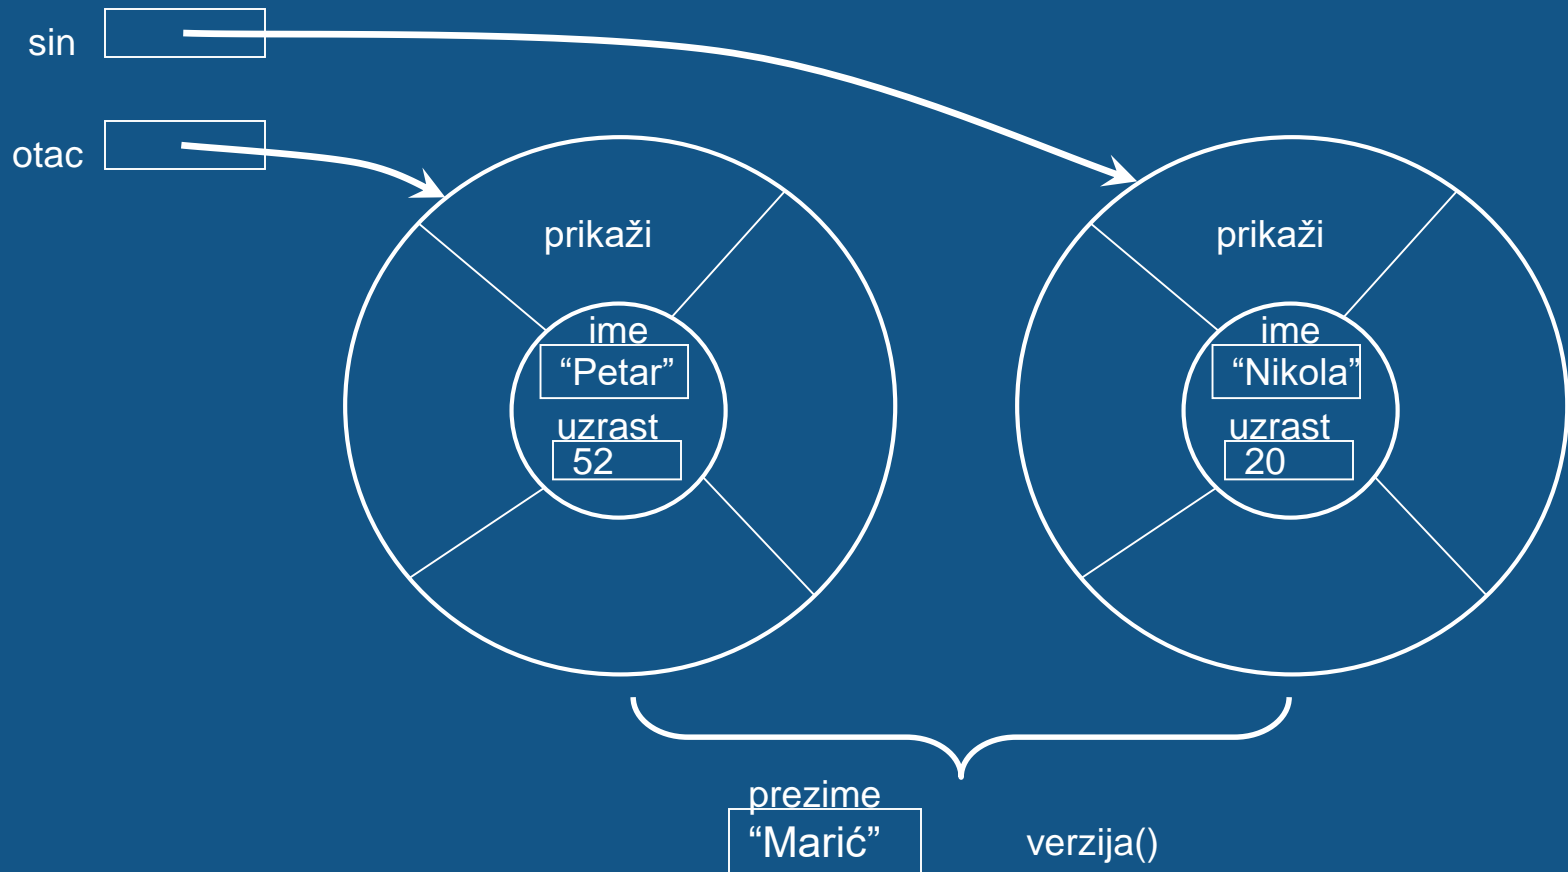 sin
otac
prikaži
ime
“Petar”
uzrast
52
prikaži
ime
“Nikola”
uzrast
20
prezime
“Marić”
verzija()